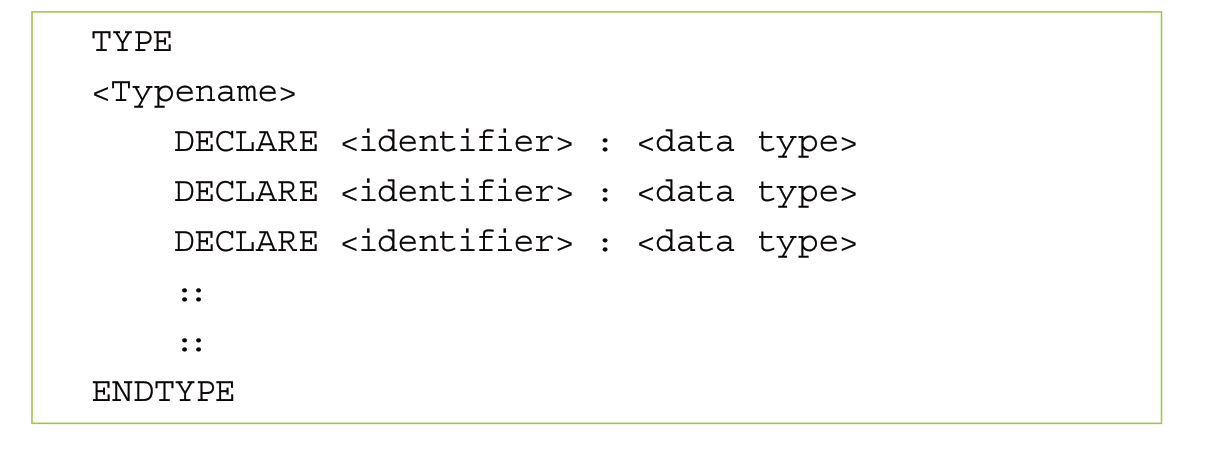 TYPE
<Typename>
DECLARE <identifier> : <data type>
DECLARE <identifier> : <data type>
DECLARE <identifier> : <data type>
::
::
ENDTYPE